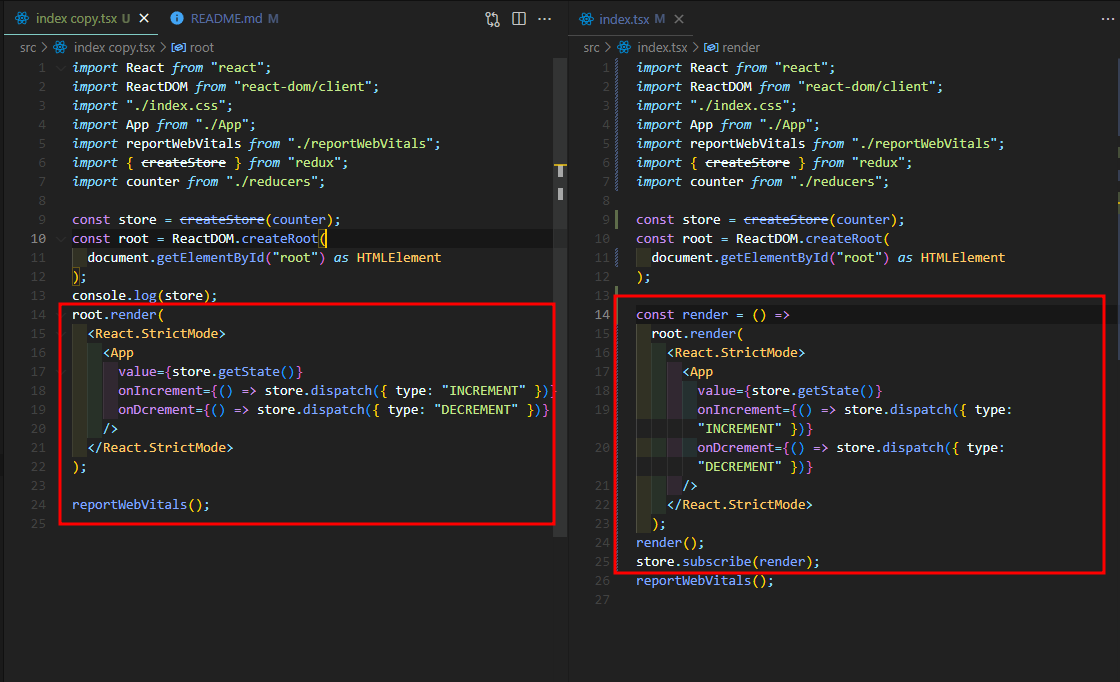 index copy.tsx U
README.md M
src > index copy.tsx > root
1 import React from "react";
2 import ReactDOM from "react-dom/client";
3 import "./index.css";
4 import App from "./App";
5 import reportWebVitals from "./reportWebVitals";
6 import { createStore } from "redux";
7 import counter from "./reducers";
8
9 const store = createStore(counter);
10 const root = ReactDOM.createRoot(
11   document.getElementById("root") as HTMLElement
12 );
13 console.log(store);
14 root.render(
15   <React.StrictMode>
16     <App
17       value={store.getState()}
18       onIncrement={() => store.dispatch({ type: "INCREMENT" })}
19       onDcrement={() => store.dispatch({ type: "DECREMENT" })}
20     />
21   </React.StrictMode>
22 );
23
24 reportWebVitals();
25
index.tsx M
src > index.tsx > render
1 import React from "react";
2 import ReactDOM from "react-dom/client";
3 import "./index.css";
4 import App from "./App";
5 import reportWebVitals from "./reportWebVitals";
6 import { createStore } from "redux";
7 import counter from "./reducers";
8
9 const store = createStore(counter);
10 const root = ReactDOM.createRoot(
11   document.getElementById("root") as HTMLElement
12 );
13
14 const render = () =>
15   root.render(
16     <React.StrictMode>
17       <App
18         value={store.getState()}
19         onIncrement={() => store.dispatch({ type:
"INCREMENT" })}
20         onDcrement={() => store.dispatch({ type:
"DECREMENT" })}
21       />
22     </React.StrictMode>
23   );
24 render();
25 store.subscribe(render);
26 reportWebVitals();
27